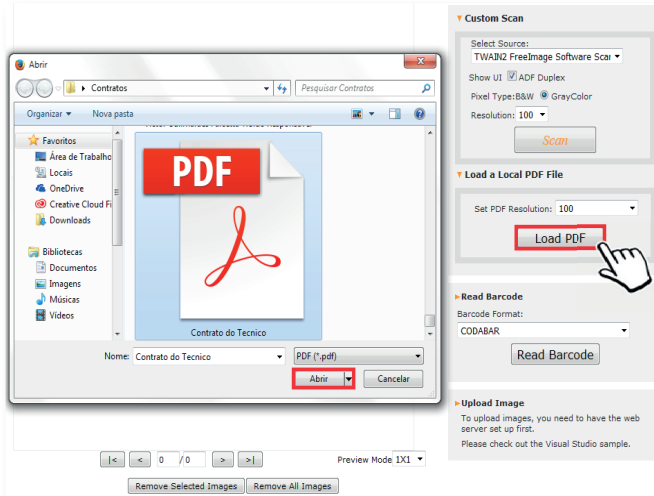 Abrir
x
Contratos
Pesquisar Contratos
Organizar
Nova pasta
Favoritos
Área de Trabalho
Locais
OneDrive
Creative Cloud Fi
Downloads
Bibliotecas
Documentos
Imagens
Músicas
Vídeos
PDF
Contrato do Tecnico
Nome: Contrato do Tecnico
PDF (*.pdf)
Abrir
Cancelar
|< < 0 /0 > >|
Preview Mode 1X1
Remove Selected Images Remove All Images
Custom Scan
Select Source:
TWAIN2 FreeImage Software Scar
Show UI ADF Duplex
Pixel Type:B&W GrayColor
Resolution: 100
Scan
Load a Local PDF File
Set PDF Resolution: 100
Load PDF
Read Barcode
Barcode Format:
CODABAR
Read Barcode
Upload Image
To upload images, you need to have the web
server set up first.
Please check out the Visual Studio sample.